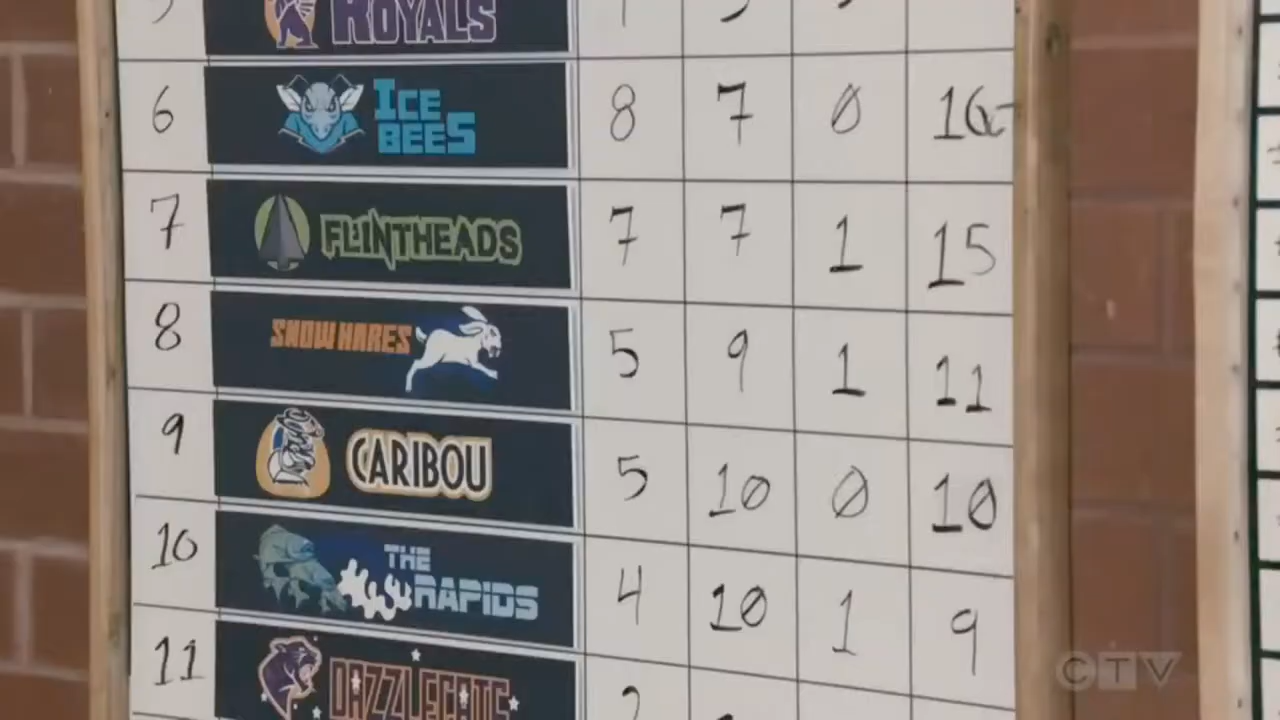 ROYALS
6 ICE BEES 8 7 0 16
7 FLINTHEADS 7 7 1 15
8 SNOW HARES 5 9 1 11
9 CARIBOU 5 10 0 10
10 THE RAPIDS 4 10 1 9
11 DAZZLECATS
CTV